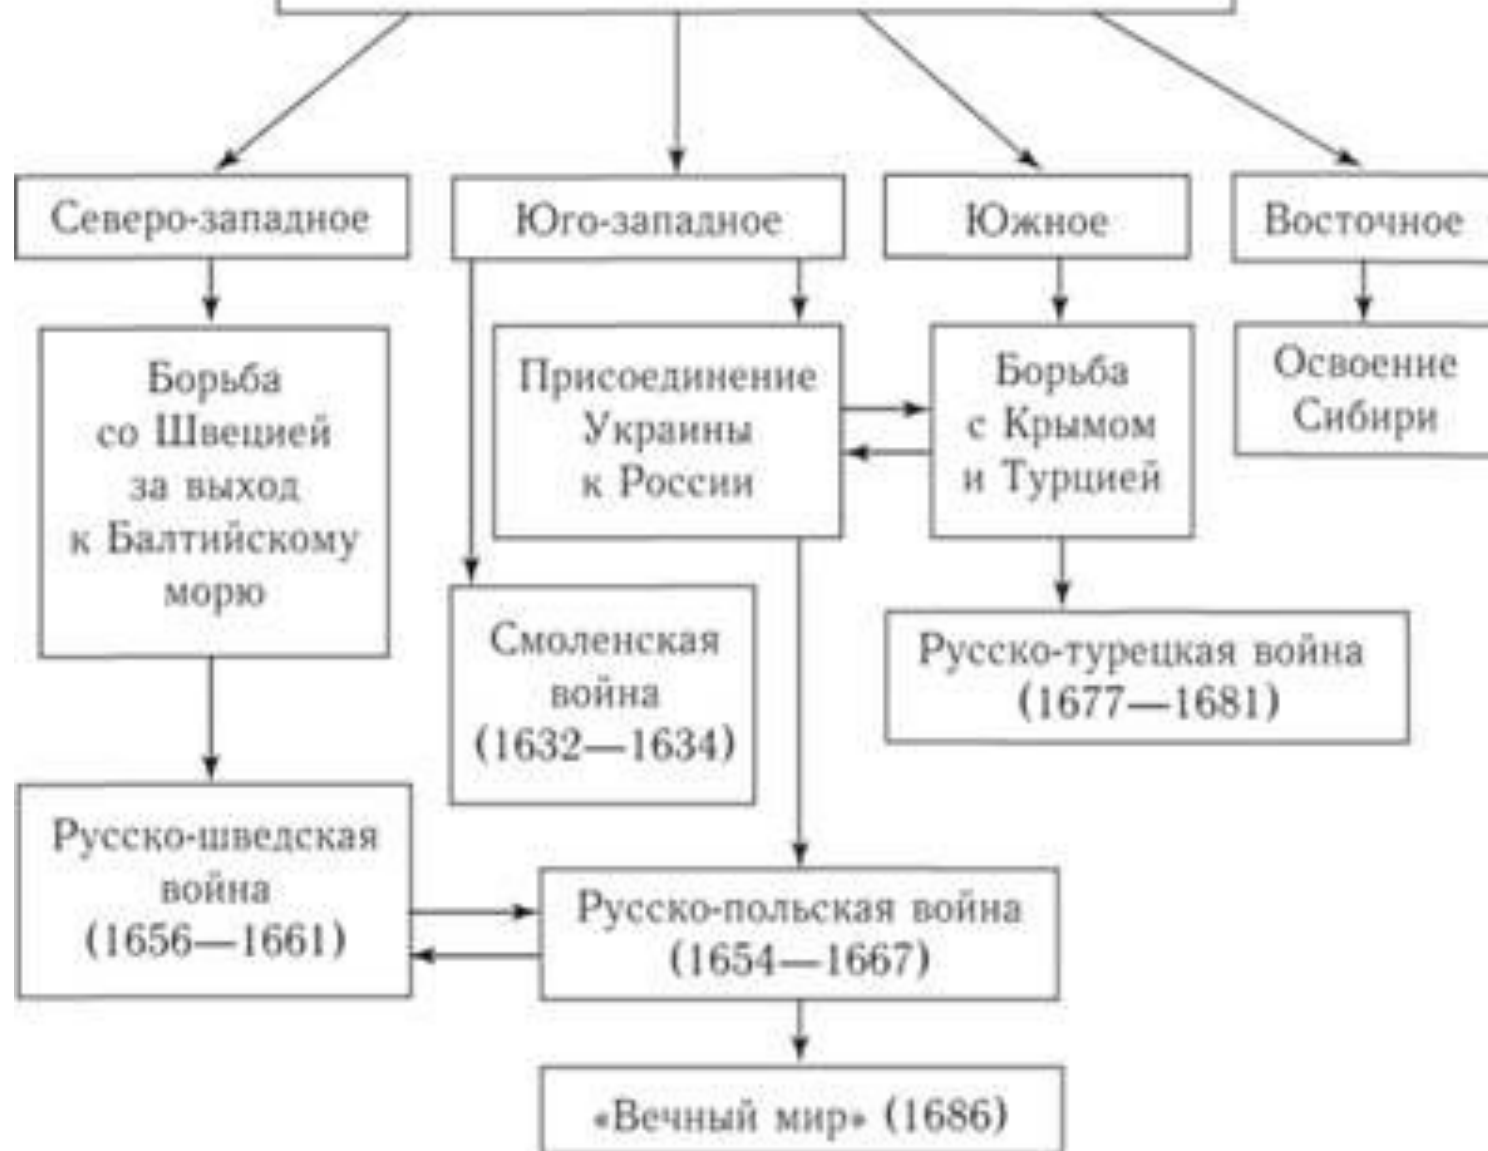 Северо-западное
Юго-западное
Южное
Восточное
Борьба
со Швецией
за выход
к Балтийскому
морю
Присоединение
Украины
к России
Борьба
с Крымом
и Турцией
Освоение
Сибири
Смоленская
война
(1632—1634)
Русско-турецкая война
(1677—1681)
Русско-шведская
война
(1656—1661)
Русско-польская война
(1654—1667)
«Вечный мир» (1686)